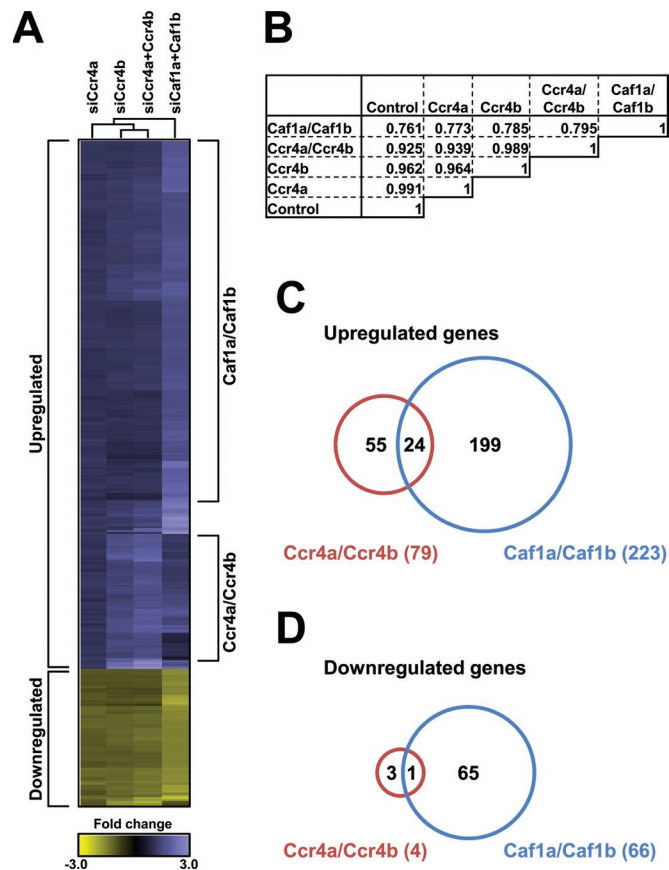 A
siCcr4a
siCcr4b
siCcr4a+Ccr4b
siCaf1a+Caf1b
Upregulated
Downregulated
Caf1a/Caf1b
Ccr4a/Ccr4b
Fold change
-3.0 3.0
B
Control Ccr4a Ccr4b Ccr4a/ Ccr4b Caf1a/ Caf1b
Caf1a/Caf1b 0.761 0.773 0.785 0.795 1
Ccr4a/Ccr4b 0.925 0.939 0.989 1
Ccr4b 0.962 0.964 1
Ccr4a 0.991 1
Control 1
C
Upregulated genes
55 24 199
Ccr4a/Ccr4b (79) Caf1a/Caf1b (223)
D
Downregulated genes
3 1 65
Ccr4a/Ccr4b (4) Caf1a/Caf1b (66)